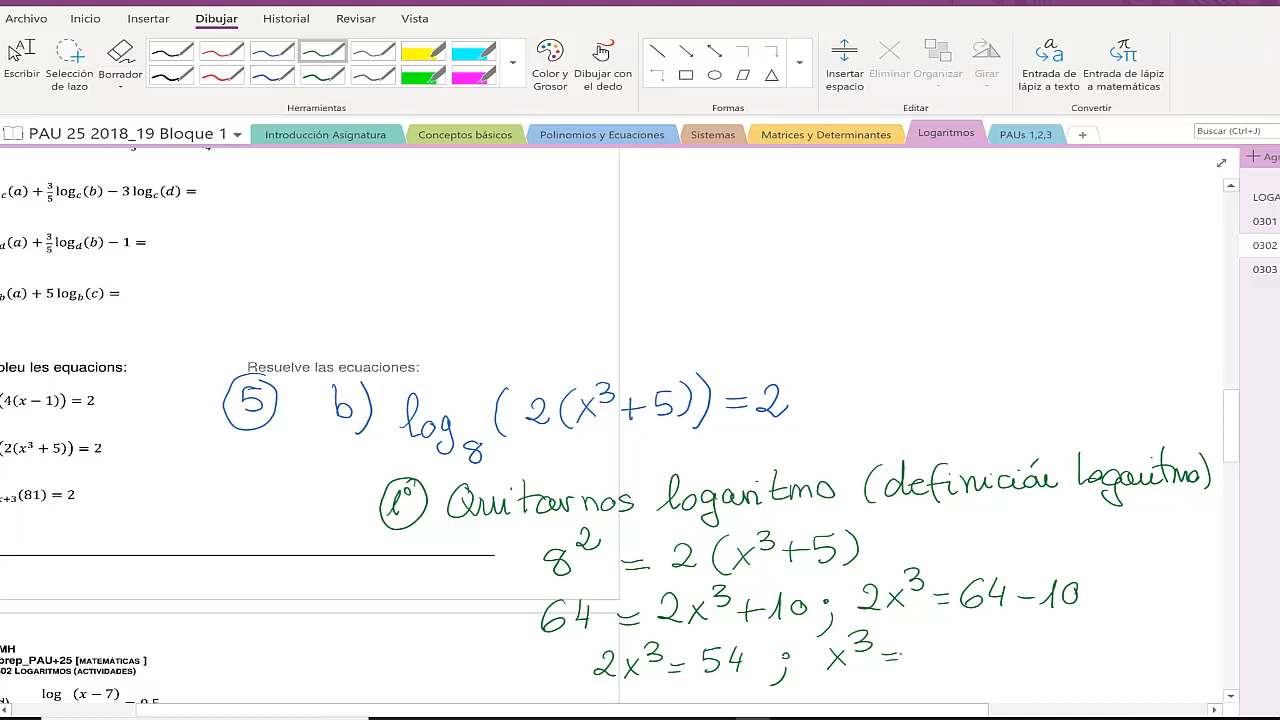 Archivo Inicio Insertar Dibujar Historial Revisar Vista
Escribir Selección de lazo Borrador Color y Grosor Dibujar con el dedo Insertar espacio Eliminar Organizar Girar Entrada de lápiz a texto Entrada de lápiz a matemáticas
Herramientas Formas Editar Convertir
PAU 25 2018_19 Bloque 1 Introducción Asignatura Conceptos básicos Polinomios y Ecuaciones Sistemas Matrices y Determinantes Logaritmos PAUs 1,2,3 Buscar (Ctrl+J)
LOGA
0301
0302
0303
c(a) + 3/5 log_c(b) − 3 log_c(d) =
d(a) + 3/5 log_d(b) − 1 =
b(a) + 5 log_b(c) =
oleu les equacions: Resuelve las ecuaciones:
(4(x − 1)) = 2
(2(x³ + 5)) = 2
x+3(81) = 2
5 b) log₈ (2(x³+5)) = 2
1º Quitarnos logaritmo (definición logaritmo)
8² = 2 (x³+5)
64 = 2x³+10 ; 2x³ = 64 − 10
2x³ = 54 ; x³ =
MH
prep_PAU+25 [MATEMÁTICAS ]
02 LOGARITMOS (ACTIVIDADES)
log (x − 7)